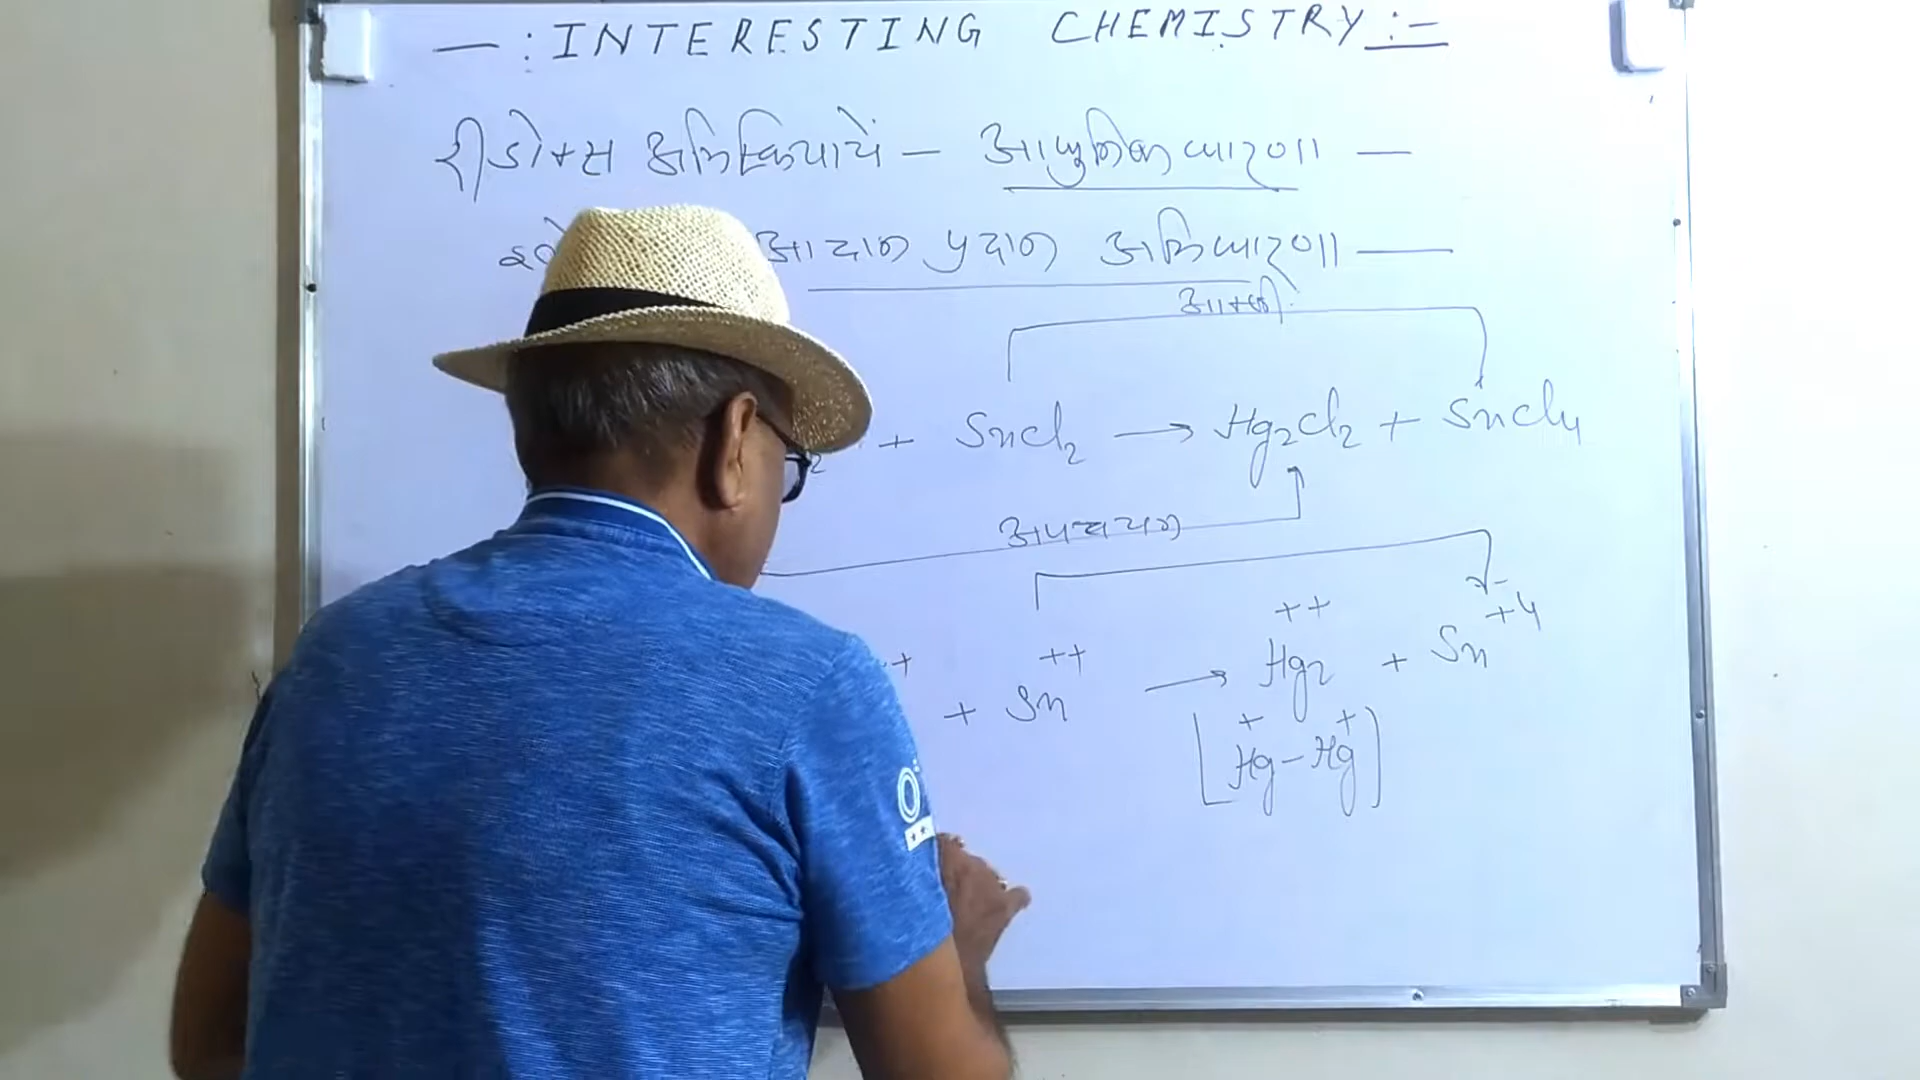 — : INTERESTING CHEMISTRY :—
रीडोक्स अभिक्रियायें — आधुनिक धारणा —
आदान प्रदान अभिधारणा —
आक्सी.
+ SnCl₂ → Hg₂Cl₂ + SnCl₄
अपचयन
+ Sn⁺⁺ → Hg₂⁺⁺ + Sn⁺⁴
[Hg⁺–Hg⁺]